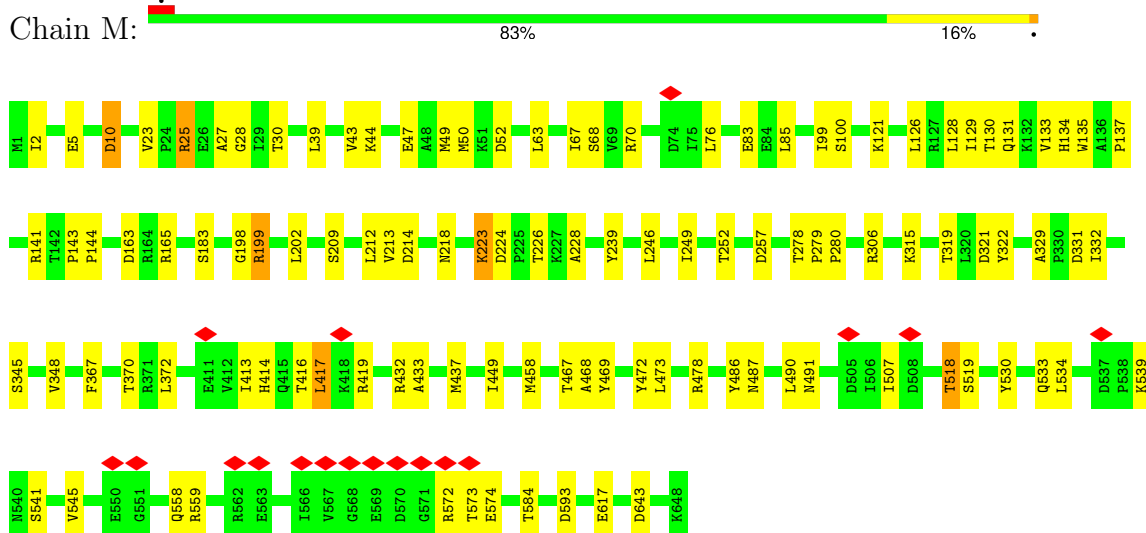 Chain M:
83% 16% •
M1 I2 E5 D10 V23 P24 R25 E26 A27 G28 I29 T30 L39 V43 K44 E47 A48 M49 M50 K51 D52 L63 I67 S68 V69 R70 D74 I75 L76 E83 E84 L85 I99 S100 K121 L126 R127 L128 I129 T130 Q131 K132 V133 H134 W135 A136 P137
R141 T142 P143 P144 D163 R164 R165 S183 G198 R199 L202 S209 L212 V213 D214 N218 K223 D224 P225 T226 K227 A228 Y239 L246 I249 T252 D257 T278 P279 P280 R306 K315 T319 L320 D321 Y322 A329 P330 D331 I332
S345 V348 F367 T370 R371 L372 E411 V412 I413 H414 Q415 T416 L417 K418 R419 R432 A433 M437 I449 M458 T467 A468 Y469 Y472 L473 R478 Y486 N487 L490 N491 D505 I506 I507 D508 T518 S519 Y530 Q533 L534 D537 P538 K539
N540 S541 V545 E550 G551 Q558 R559 R562 E563 I566 V567 G568 E569 D570 G571 R572 T573 E574 T584 D593 E617 D643 K648